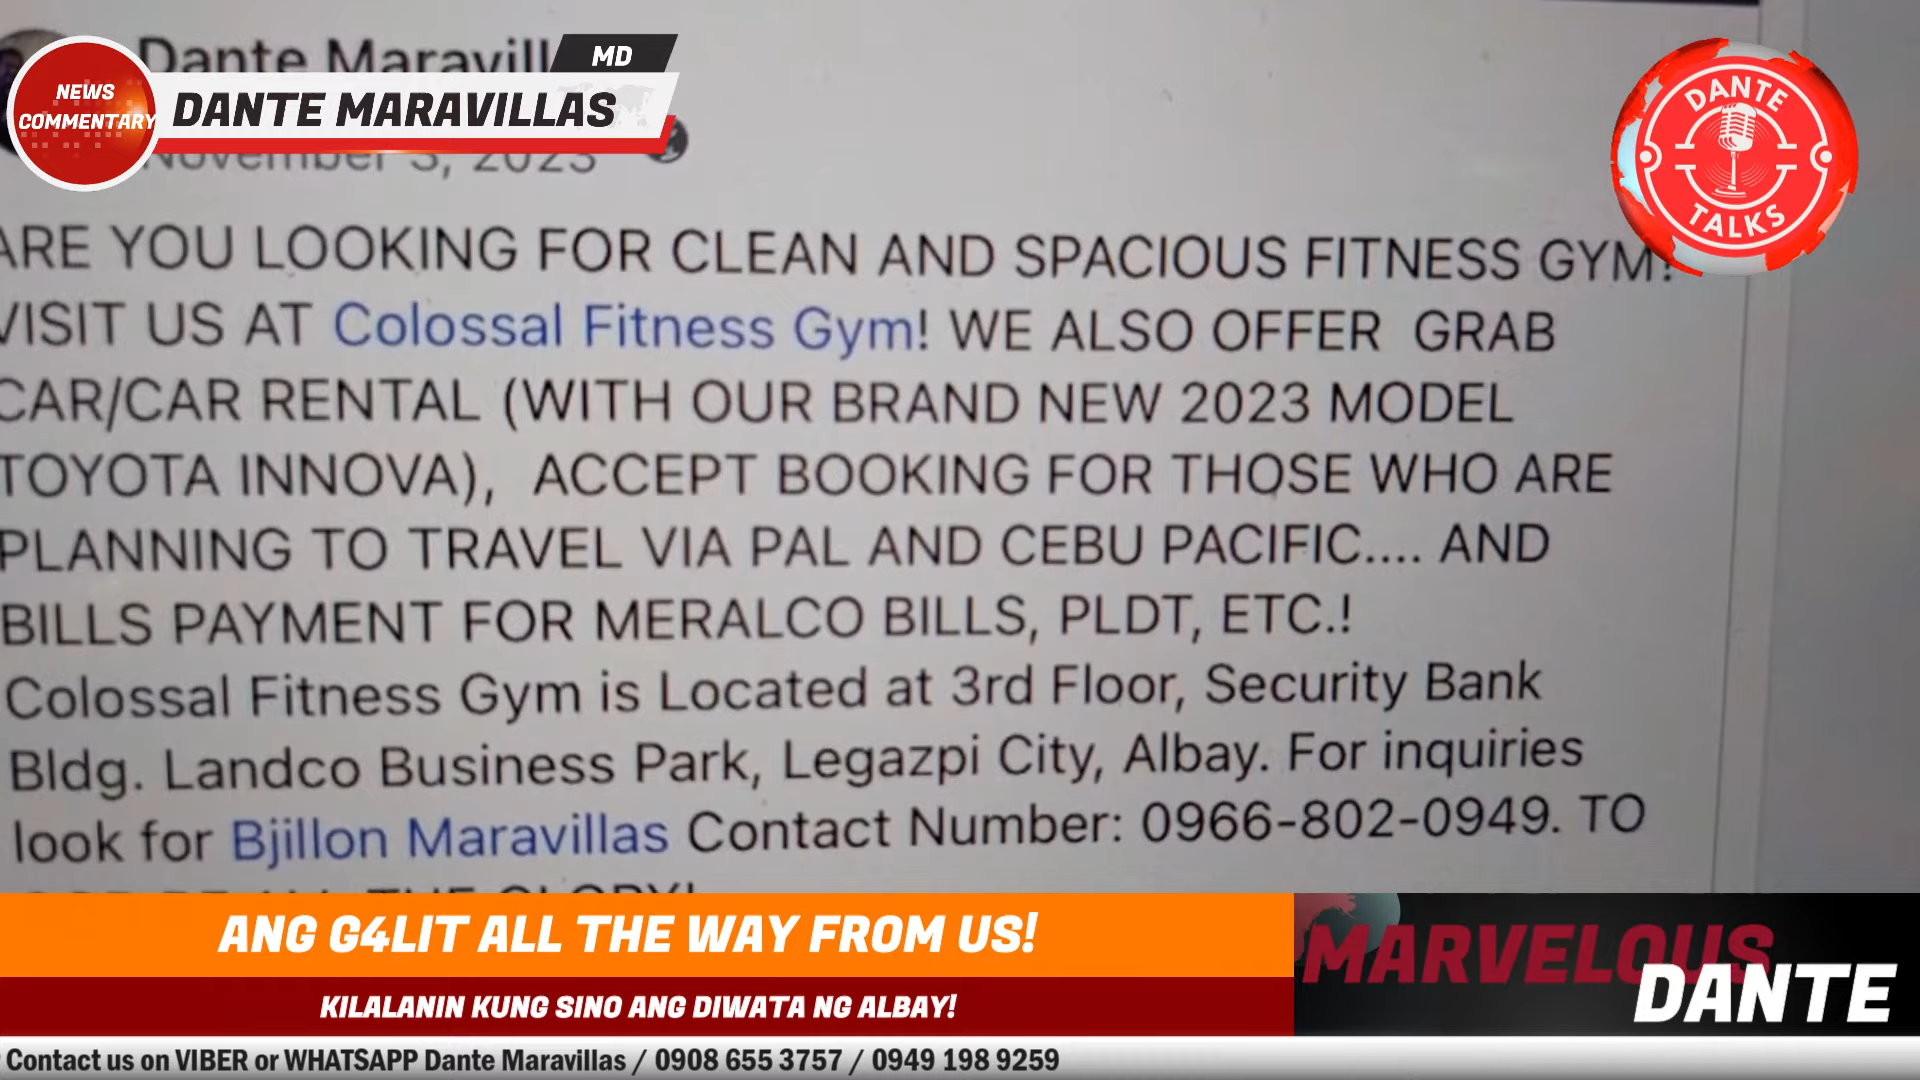 Dante Maravill
MD
NEWS
COMMENTARY
DANTE MARAVILLAS
November 3, 2023
DANTE
TALKS
ARE YOU LOOKING FOR CLEAN AND SPACIOUS FITNESS GYM?
VISIT US AT Colossal Fitness Gym! WE ALSO OFFER GRAB
CAR/CAR RENTAL (WITH OUR BRAND NEW 2023 MODEL
TOYOTA INNOVA), ACCEPT BOOKING FOR THOSE WHO ARE
PLANNING TO TRAVEL VIA PAL AND CEBU PACIFIC.... AND
BILLS PAYMENT FOR MERALCO BILLS, PLDT, ETC.!
Colossal Fitness Gym is Located at 3rd Floor, Security Bank
Bldg. Landco Business Park, Legazpi City, Albay. For inquiries
look for Bjillon Maravillas Contact Number: 0966-802-0949. TO
ANG G4LIT ALL THE WAY FROM US!
KILALANIN KUNG SINO ANG DIWATA NG ALBAY!
MARVELOUS
DANTE
Contact us on VIBER or WHATSAPP Dante Maravillas / 0908 655 3757 / 0949 198 9259